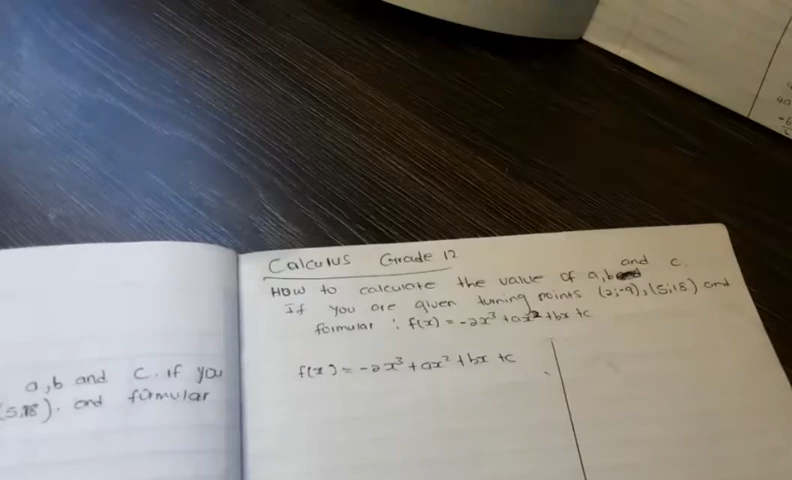 Calculus Grade 12
How to calculate the value of a,b and c.
If you are given turning points (2;-9),(5;18) and
formular : f(x) = -2x³ +ax² +bx +c
f(x) = -2x³ +ax² +bx +c
a,b and c. if you
(5,18). and formular